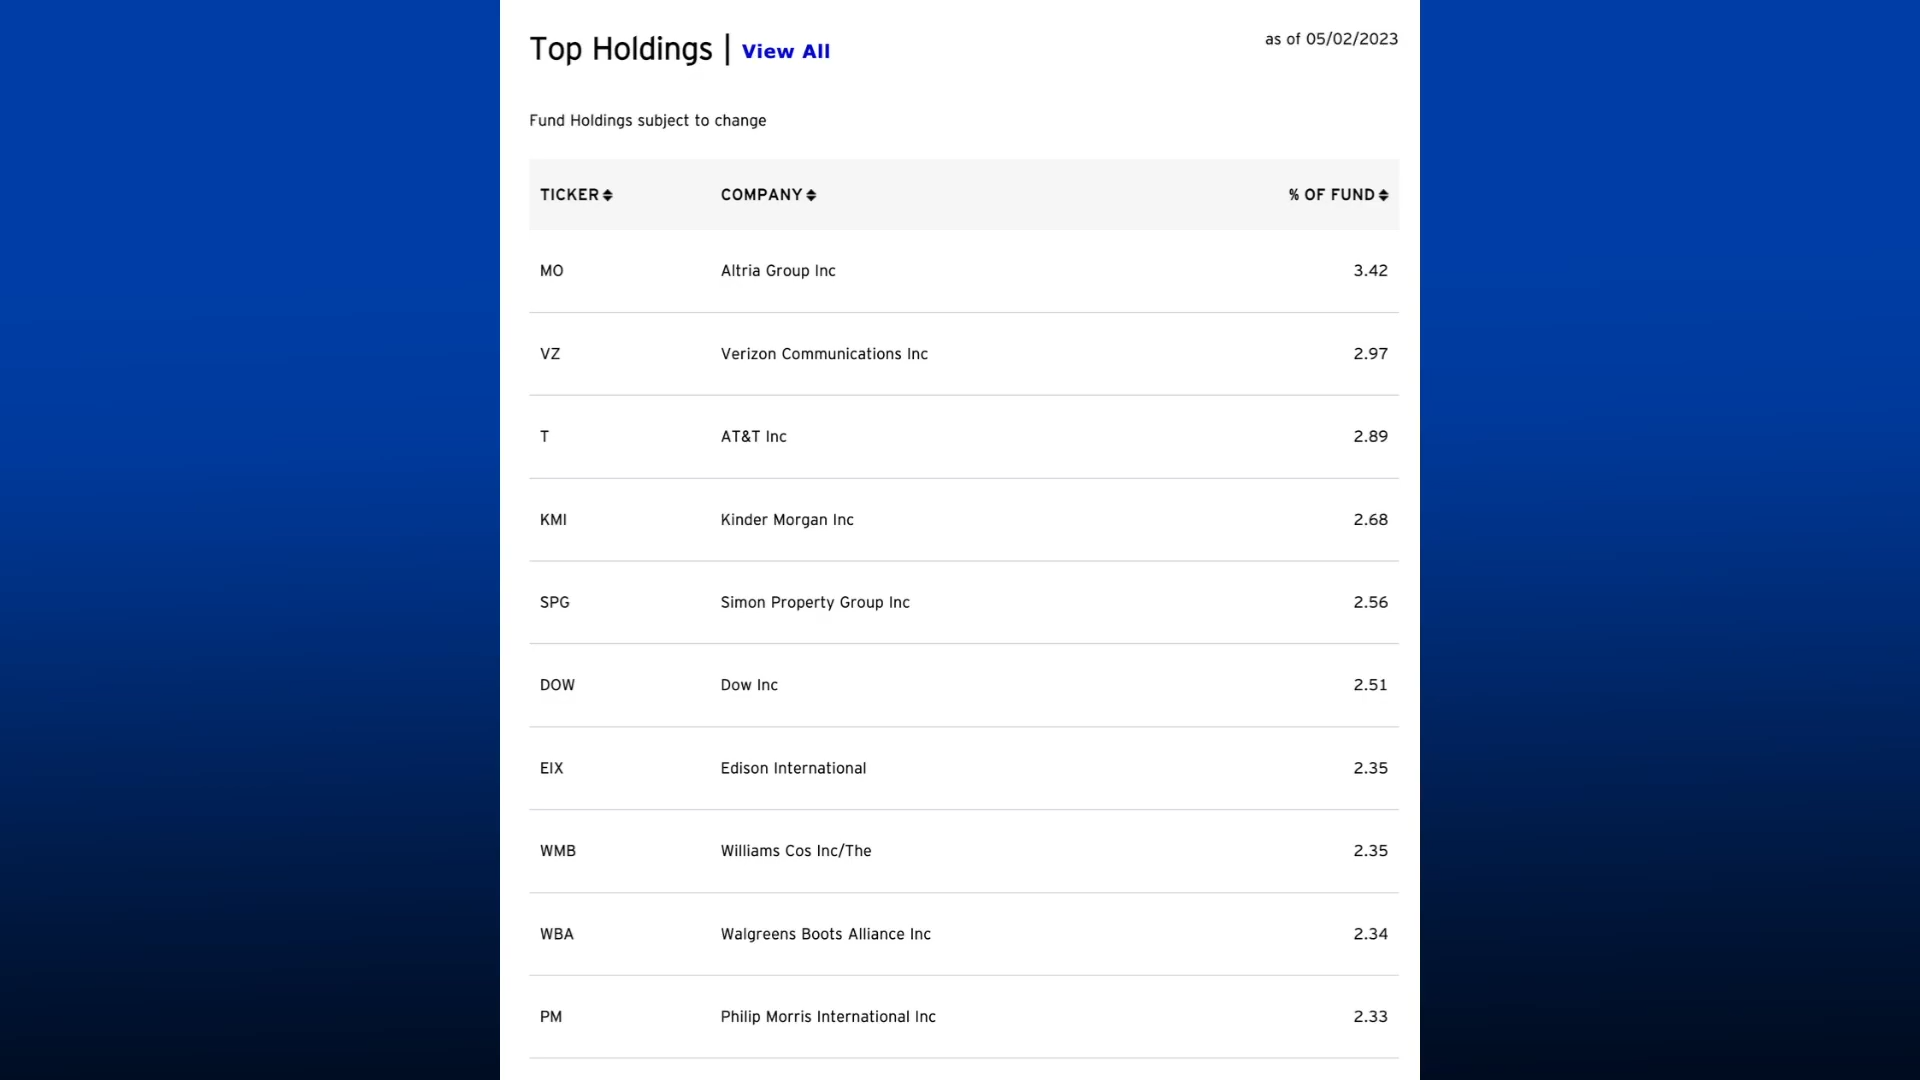 Top Holdings | View All
as of 05/02/2023
Fund Holdings subject to change
TICKER COMPANY % OF FUND
MO Altria Group Inc 3.42
VZ Verizon Communications Inc 2.97
T AT&T Inc 2.89
KMI Kinder Morgan Inc 2.68
SPG Simon Property Group Inc 2.56
DOW Dow Inc 2.51
EIX Edison International 2.35
WMB Williams Cos Inc/The 2.35
WBA Walgreens Boots Alliance Inc 2.34
PM Philip Morris International Inc 2.33